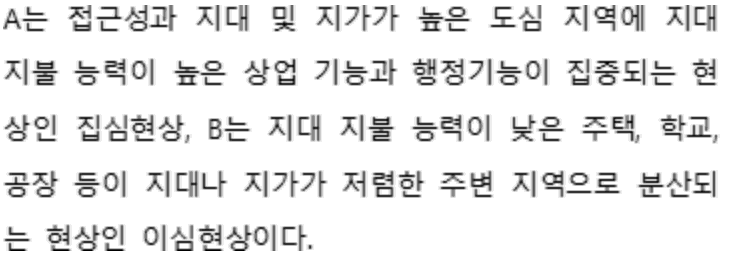 A는 접근성과 지대 및 지가가 높은 도심 지역에 지대
지불 능력이 높은 상업 기능과 행정기능이 집중되는 현
상인 집심현상, B는 지대 지불 능력이 낮은 주택, 학교,
공장 등이 지대나 지가가 저렴한 주변 지역으로 분산되
는 현상인 이심현상이다.